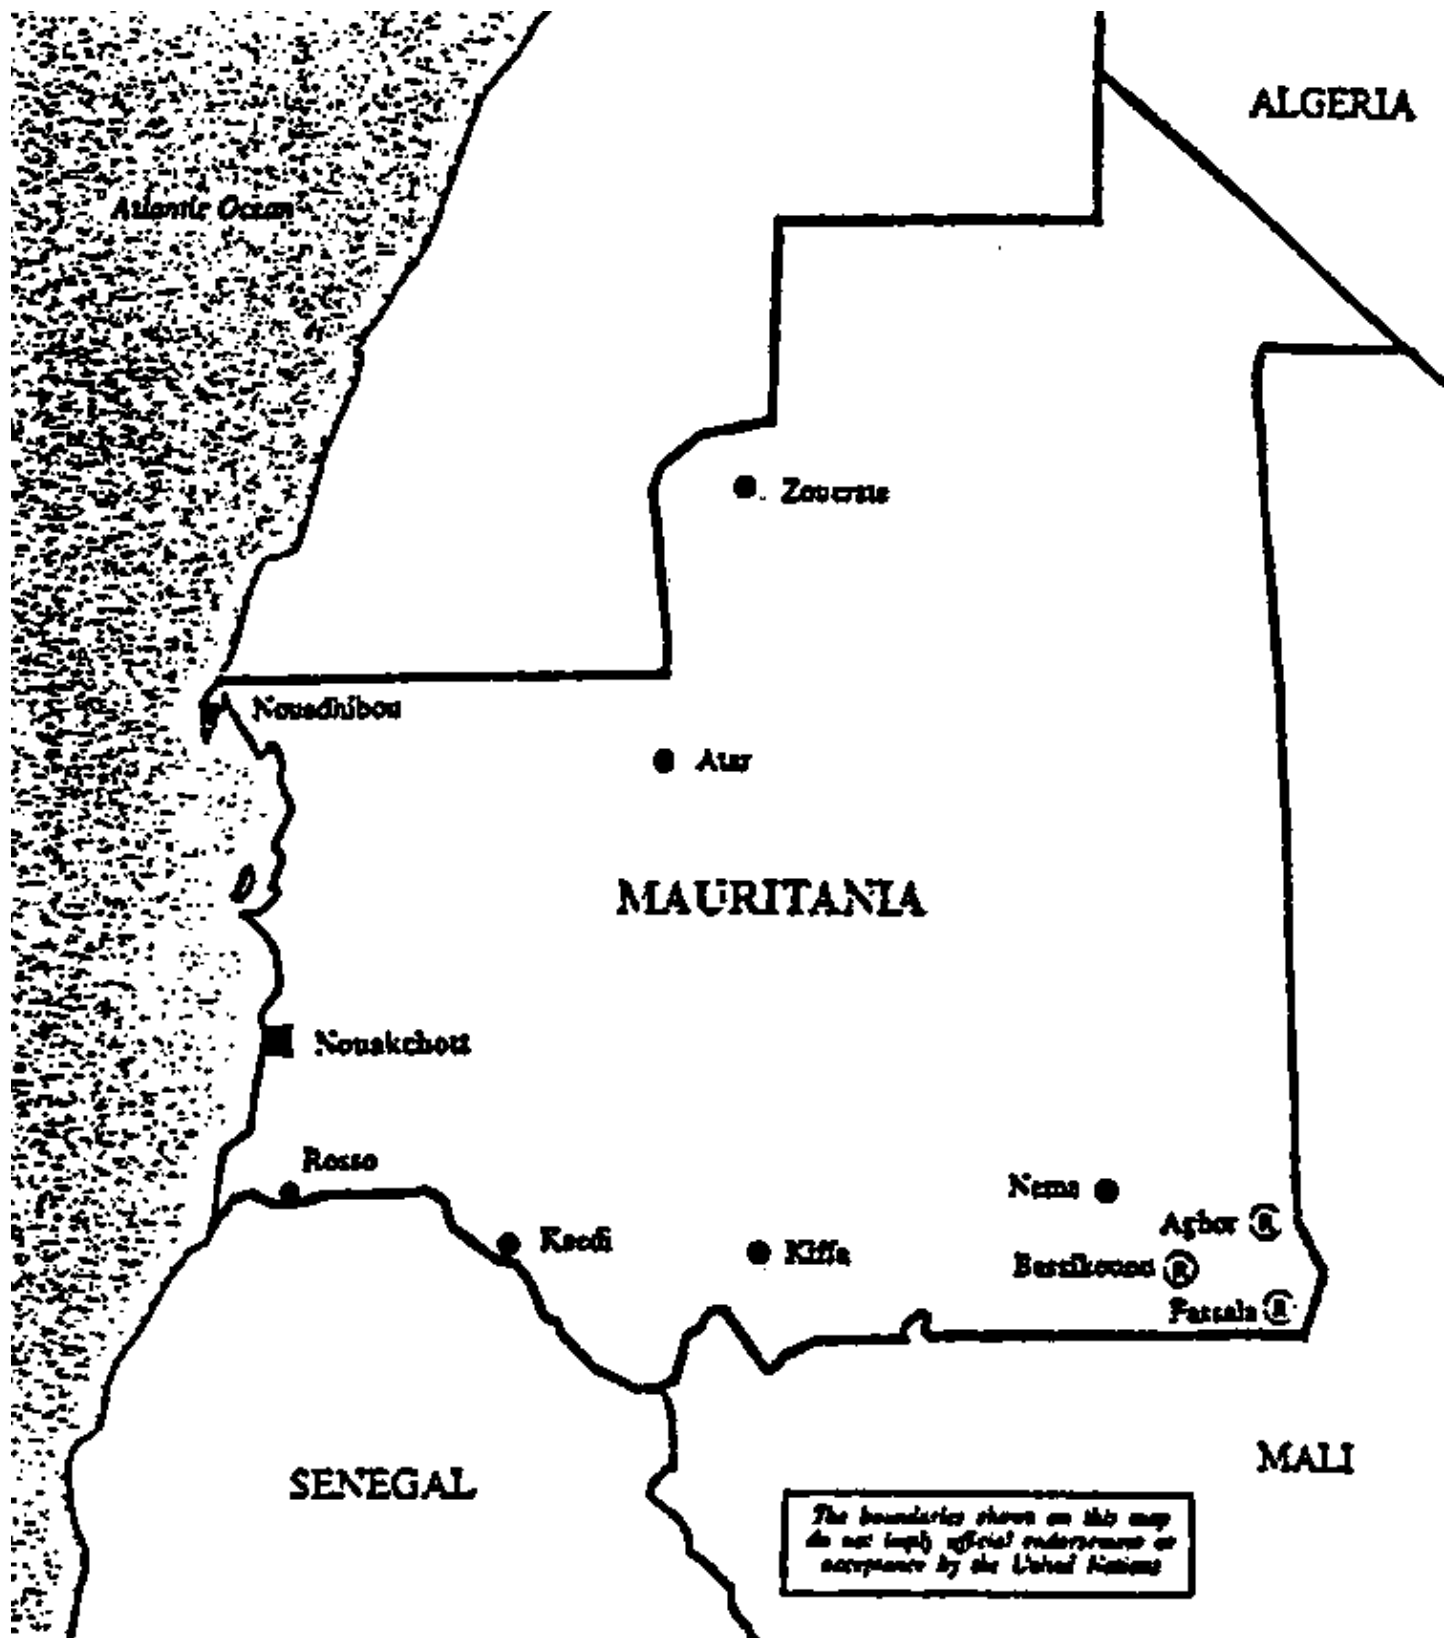 ALGERIA
Atlantic Ocean
Zouerate
Nouadhibou
Atar
MAURITANIA
Nouakchott
Rosso
Nema
Aghor R
Kaedi
Kiffa
Bassikounou R
Fassala R
MALI
SENEGAL
The boundaries shown on this map
do not imply official endorsement or
acceptance by the United Nations